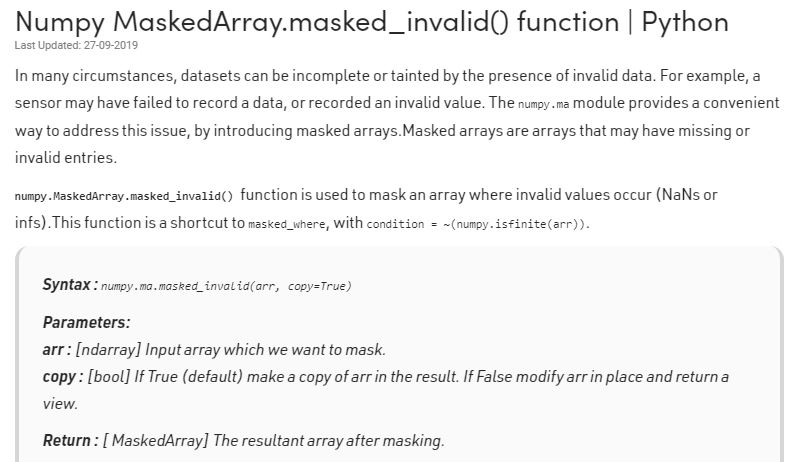 Numpy MaskedArray.masked_invalid() function | Python
Last Updated: 27-09-2019
In many circumstances, datasets can be incomplete or tainted by the presence of invalid data. For example, a
sensor may have failed to record a data, or recorded an invalid value. The numpy.ma module provides a convenient
way to address this issue, by introducing masked arrays.Masked arrays are arrays that may have missing or
invalid entries.
numpy.MaskedArray.masked_invalid() function is used to mask an array where invalid values occur (NaNs or
infs).This function is a shortcut to masked_where, with condition = ~(numpy.isfinite(arr)).
Syntax : numpy.ma.masked_invalid(arr, copy=True)
Parameters:
arr : [ndarray] Input array which we want to mask.
copy : [bool] If True (default) make a copy of arr in the result. If False modify arr in place and return a
view.
Return : [ MaskedArray] The resultant array after masking.